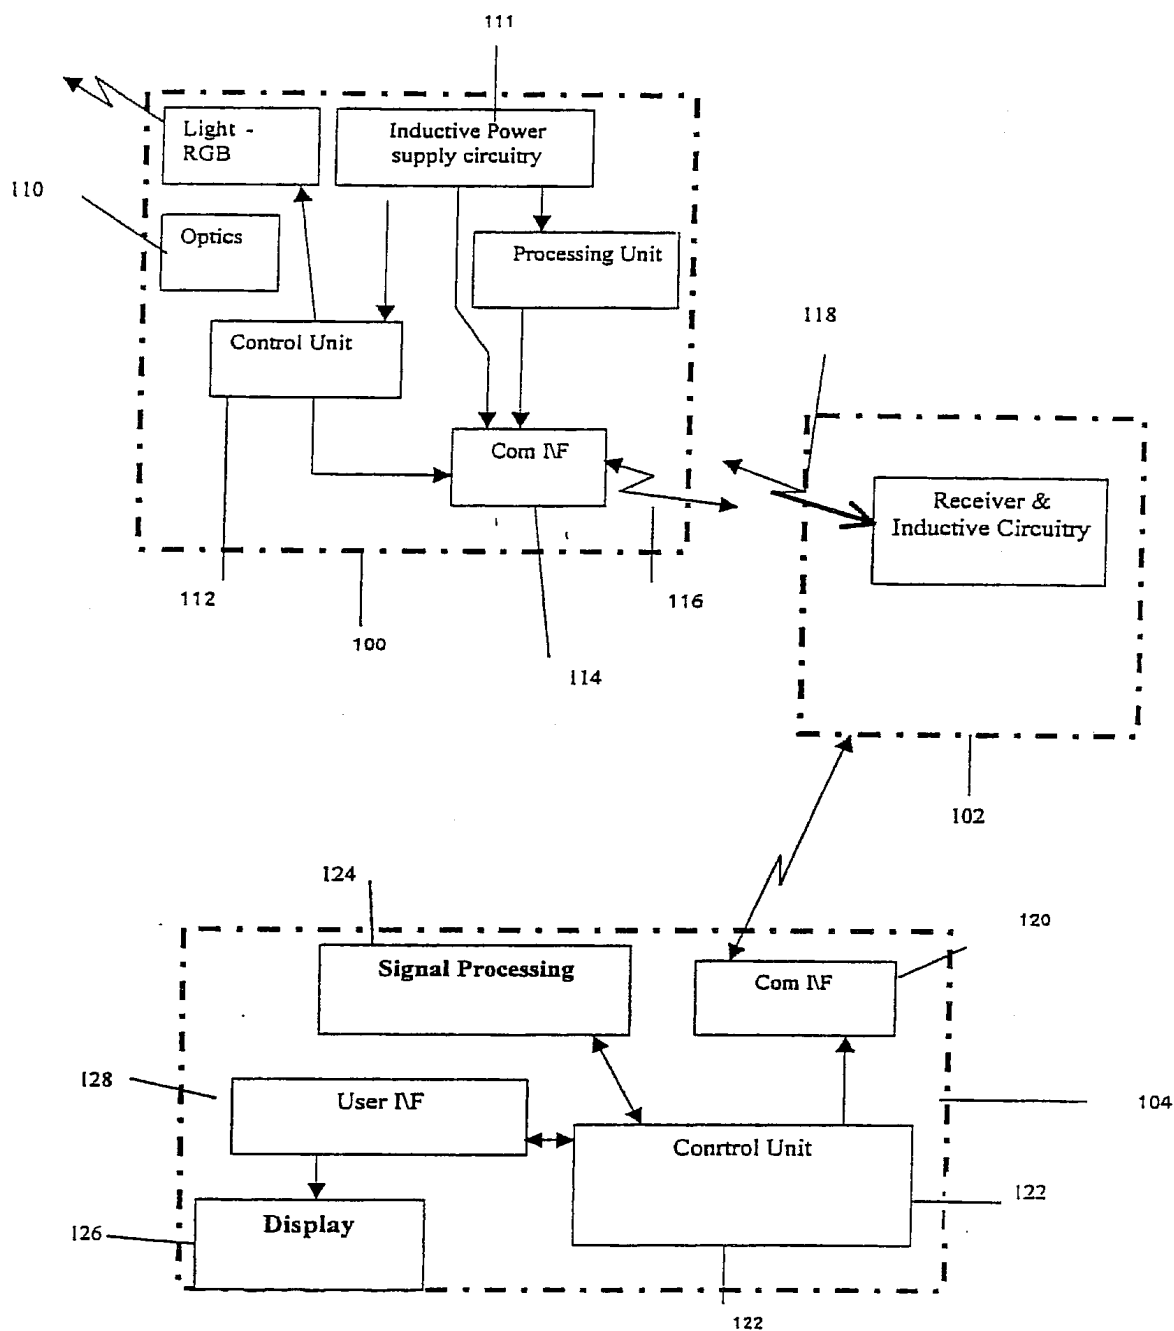 111
Light -
RGB
Inductive Power
supply circuitry
110
Optics
Processing Unit
118
Control Unit
Com I\F
Receiver &
Inductive Circuitry
112
116
100
114
102
124
120
Signal Processing
Com I\F
128
User I\F
104
Conrtrol Unit
122
Display
126
122